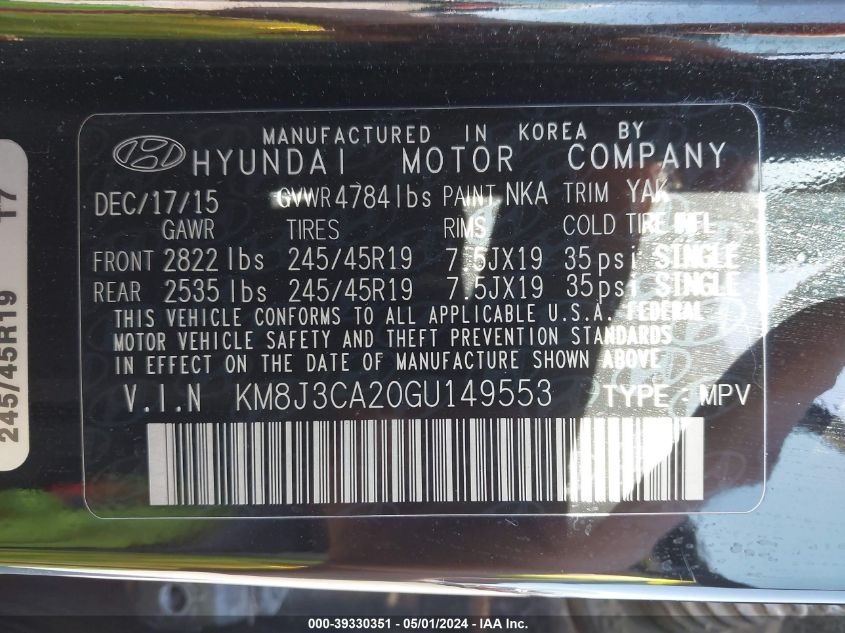 MANUFACTURED IN KOREA BY
HYUNDAI MOTOR COMPANY
DEC/17/15 GVWR 4784 lbs PAINT NKA TRIM YAK
GAWR TIRES RIMS COLD TIRE INFL
FRONT 2822 lbs 245/45R19 7.5JX19 35 psi SINGLE
REAR 2535 lbs 245/45R19 7.5JX19 35 psi SINGLE
THIS VEHICLE CONFORMS TO ALL APPLICABLE U.S.A. FEDERAL
MOTOR VEHICLE SAFETY AND THEFT PREVENTION STANDARDS
IN EFFECT ON THE DATE OF MANUFACTURE SHOWN ABOVE.
V.I.N KM8J3CA20GU149553 TYPE : MPV
245/45R19 17
000-39330351 / 05/01/2024 - IAA Inc.